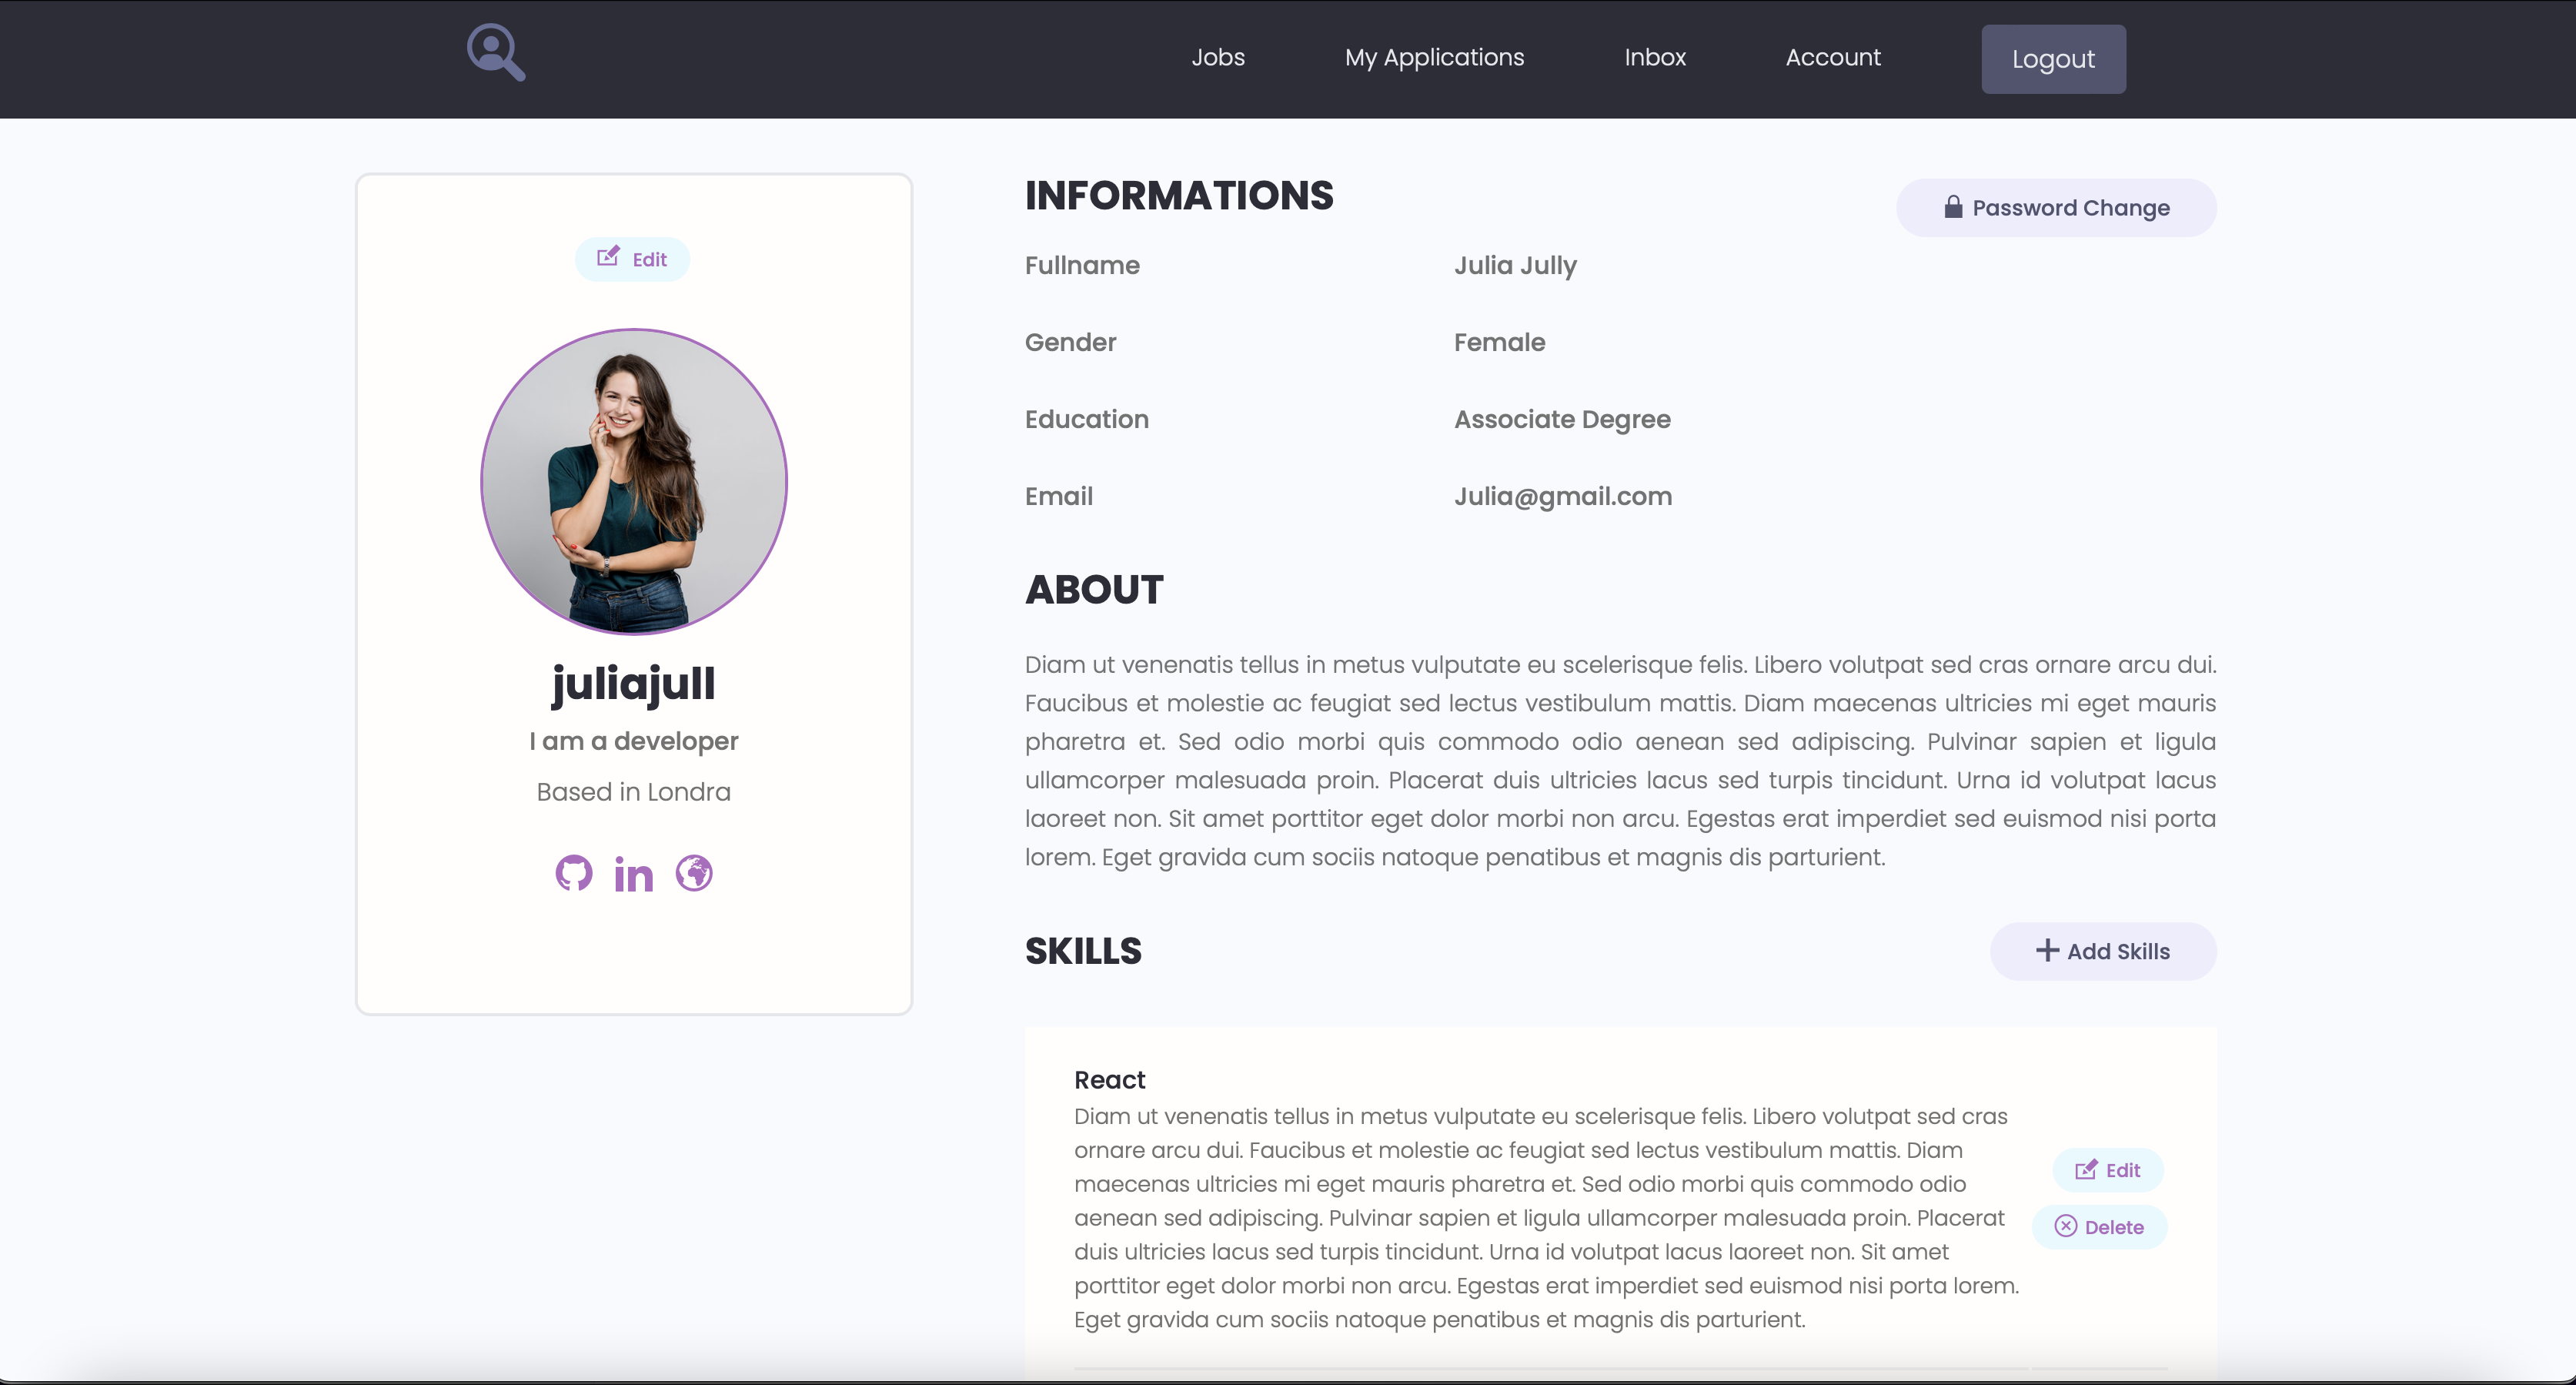 Jobs
My Applications
Inbox
Account
Logout
Edit
juliajull
I am a developer
Based in Londra
in
INFORMATIONS
Password Change
Fullname
Julia Jully
Gender
Female
Education
Associate Degree
Email
Julia@gmail.com
ABOUT
Diam ut venenatis tellus in metus vulputate eu scelerisque felis. Libero volutpat sed cras ornare arcu dui.
Faucibus et molestie ac feugiat sed lectus vestibulum mattis. Diam maecenas ultricies mi eget mauris
pharetra et. Sed odio morbi quis commodo odio aenean sed adipiscing. Pulvinar sapien et ligula
ullamcorper malesuada proin. Placerat duis ultricies lacus sed turpis tincidunt. Urna id volutpat lacus
laoreet non. Sit amet porttitor eget dolor morbi non arcu. Egestas erat imperdiet sed euismod nisi porta
lorem. Eget gravida cum sociis natoque penatibus et magnis dis parturient.
SKILLS
Add Skills
React
Diam ut venenatis tellus in metus vulputate eu scelerisque felis. Libero volutpat sed cras
ornare arcu dui. Faucibus et molestie ac feugiat sed lectus vestibulum mattis. Diam
maecenas ultricies mi eget mauris pharetra et. Sed odio morbi quis commodo odio
aenean sed adipiscing. Pulvinar sapien et ligula ullamcorper malesuada proin. Placerat
duis ultricies lacus sed turpis tincidunt. Urna id volutpat lacus laoreet non. Sit amet
porttitor eget dolor morbi non arcu. Egestas erat imperdiet sed euismod nisi porta lorem.
Eget gravida cum sociis natoque penatibus et magnis dis parturient.
Edit
Delete